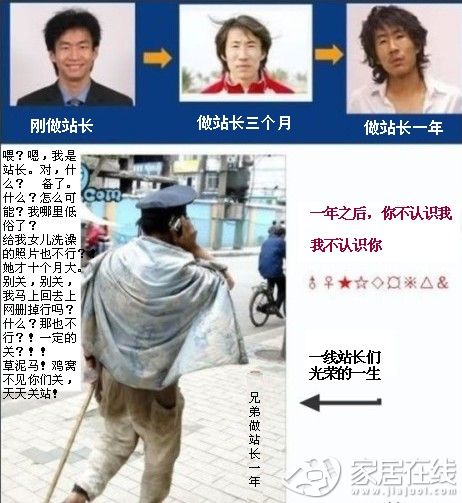 刚做站长
做站长三个月
做站长一年
喂？嗯，我是
站长。对，什
么？ 备了。
什么？怎么可
能？我哪里低
俗了？
给我女儿洗澡
的照片也不行？
她才十个月大。
别关，别关，
我马上回去上
网删掉行吗？
什么？那也不
行？！一定的
关？！！
草泥马！鸡窝
不见你们关，
天天关站！
.com
一年之后，你不认识我
我不认识你
♁♀★☆◇¤※△&
一线站长们
光荣的一生
兄弟做站长一年
家居在线
www.jiajuol.com